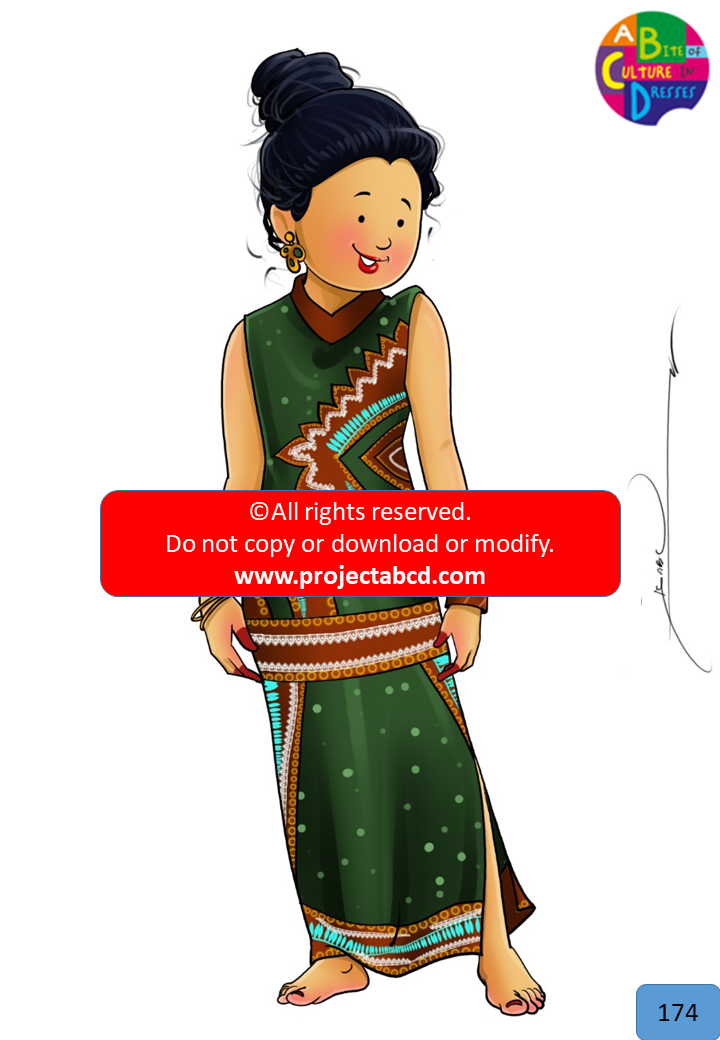 A BITE OF
CULTURE IN
DRESSES
©All rights reserved.
Do not copy or download or modify.
www.projectabcd.com
174